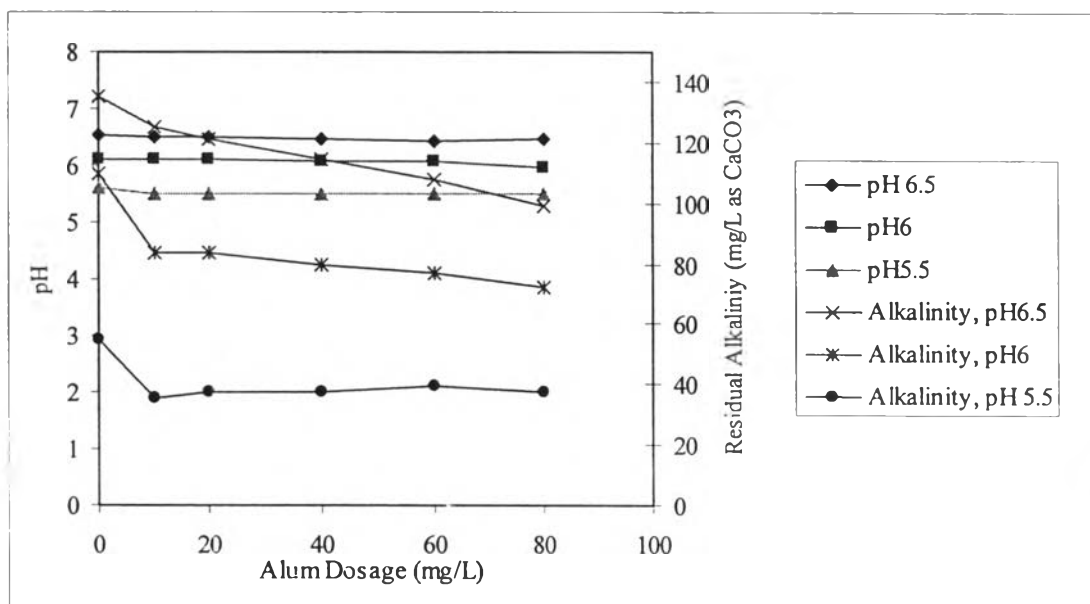 8
7
6
5
4
3
2
1
0
pH
0
20
40
60
80
100
Alum Dosage (mg/L)
140
120
100
80
60
40
20
0
Residual Alkaliniy (mg/L as CaCO3)
pH 6.5
pH6
pH5.5
Alkalinity, pH6.5
Alkalinity, pH6
Alkalinity, pH 5.5